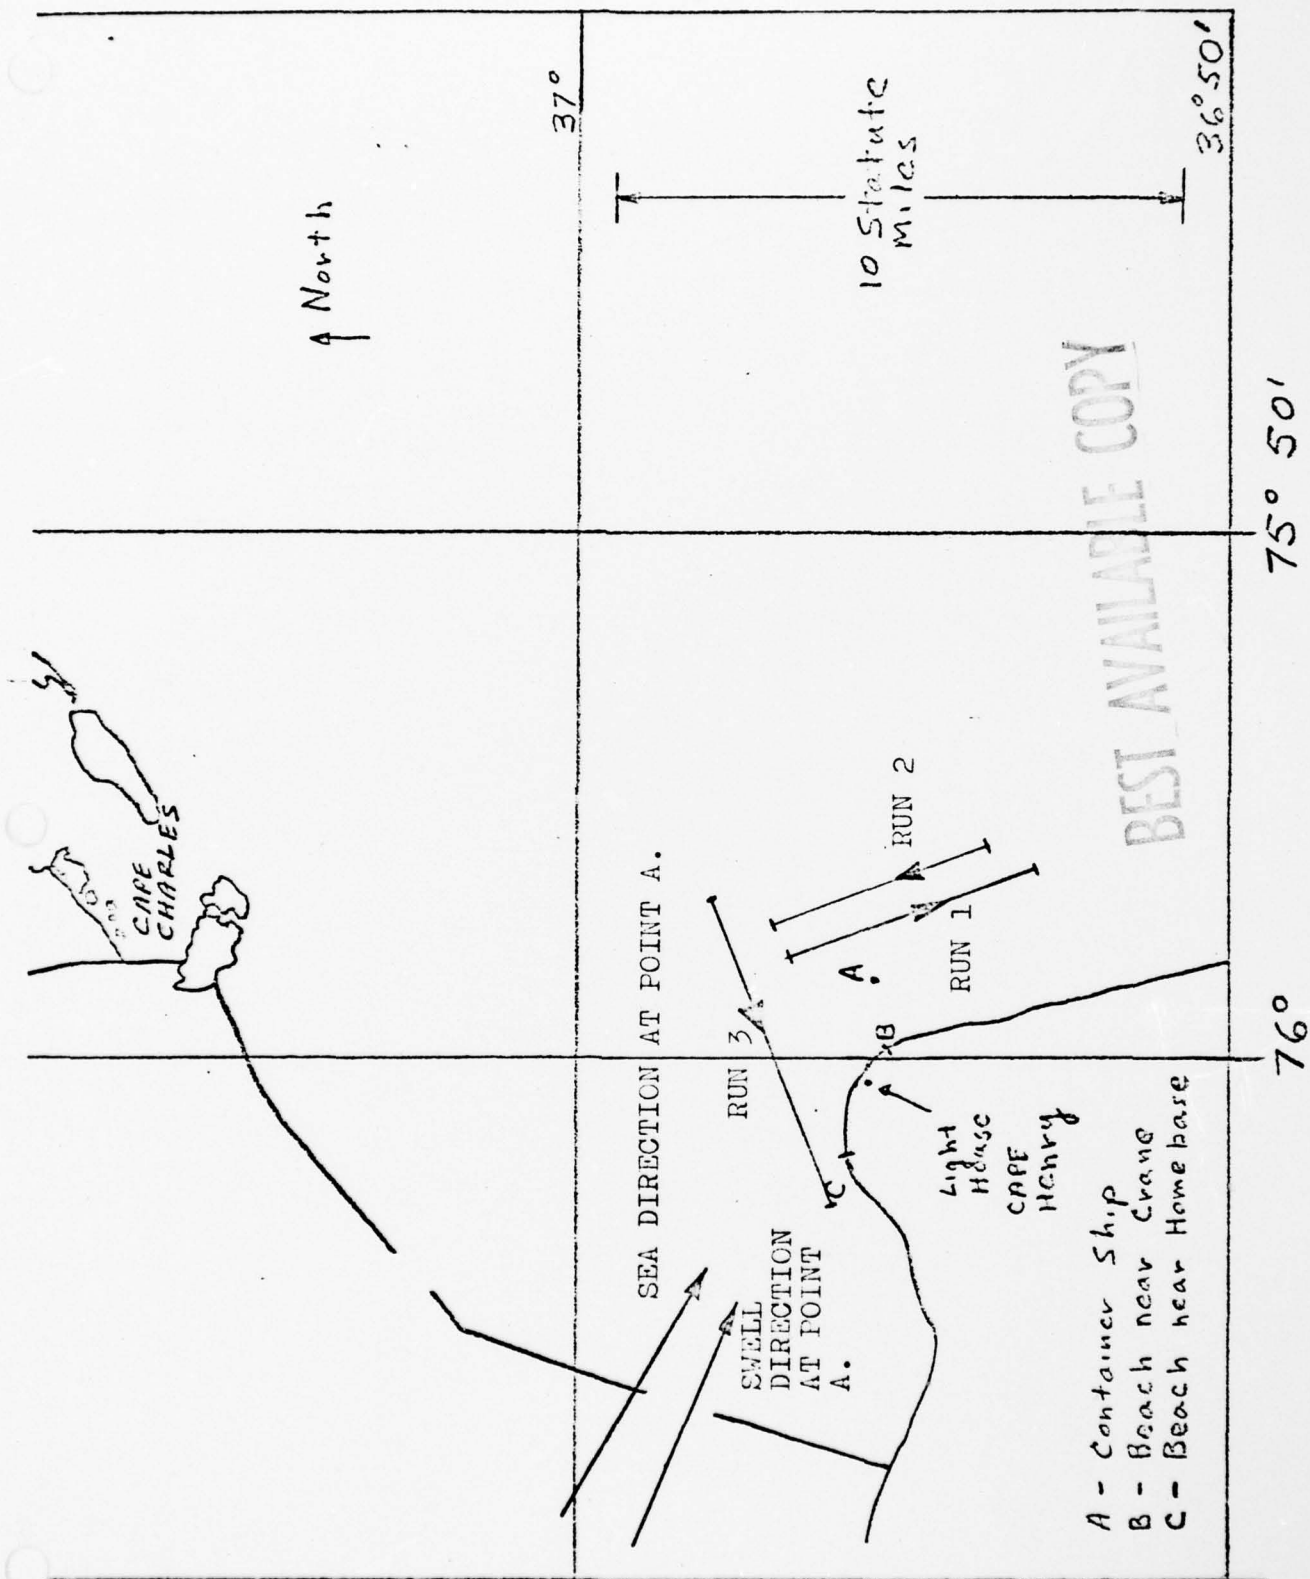 CAPE
CHARLES
↑ North
37°
SEA DIRECTION AT POINT A.
10 Statute
Miles
RUN 3
SWELL
DIRECTION
AT POINT
A.
C
A
B
RUN 2
RUN 1
Light
House
CAPE
Henry
A - Container Ship
B - Beach near Crane
C - Beach near Homebase
36° 50'
76°
75° 50'
BEST AVAILABLE COPY